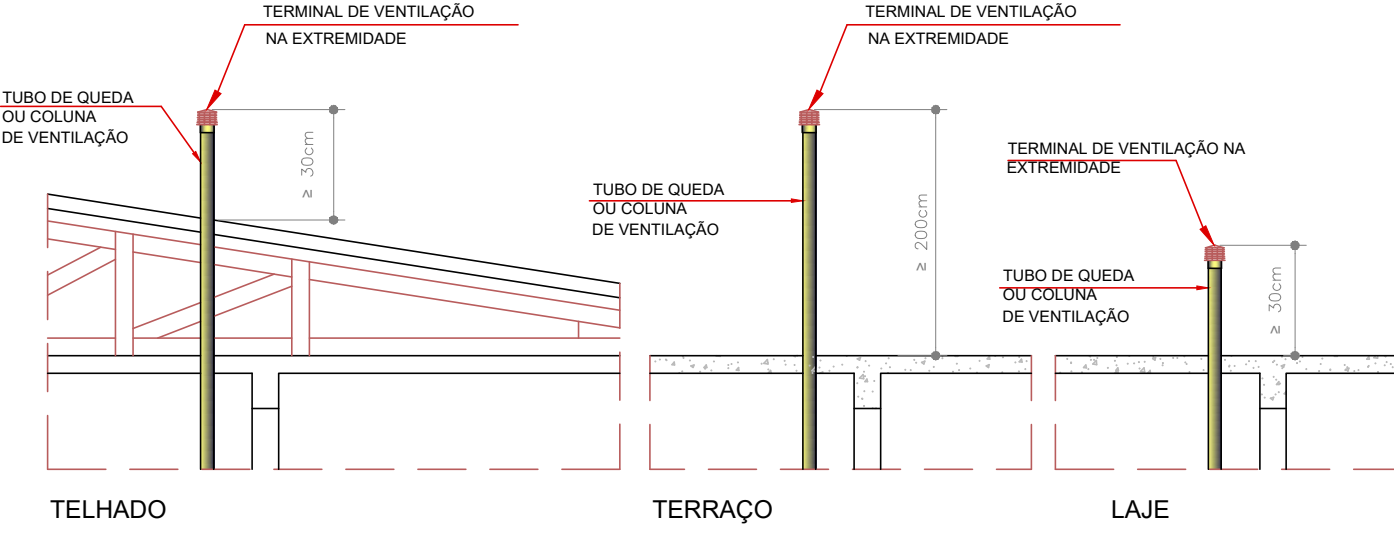 TERMINAL DE VENTILAÇÃO
NA EXTREMIDADE
TUBO DE QUEDA
OU COLUNA
DE VENTILAÇÃO
≥ 30cm
TELHADO
TERMINAL DE VENTILAÇÃO
NA EXTREMIDADE
TUBO DE QUEDA
OU COLUNA
DE VENTILAÇÃO
≥ 200cm
TERRAÇO
TERMINAL DE VENTILAÇÃO NA
EXTREMIDADE
TUBO DE QUEDA
OU COLUNA
DE VENTILAÇÃO
≥ 30cm
LAJE